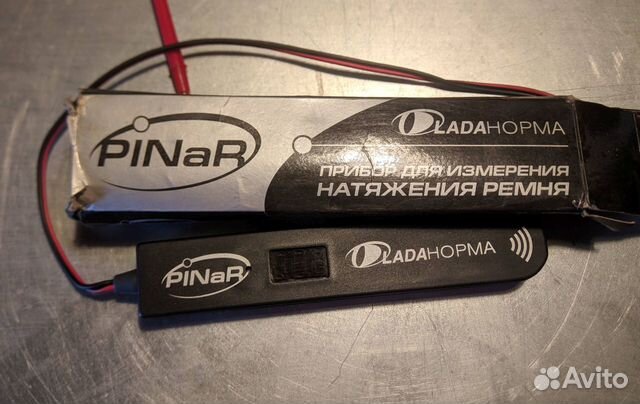 PiNaR
LADAНОРМА
ПРИБОР ДЛЯ ИЗМЕРЕНИЯ
НАТЯЖЕНИЯ РЕМНЯ
PiNaR
LADAНОРМА
Avito